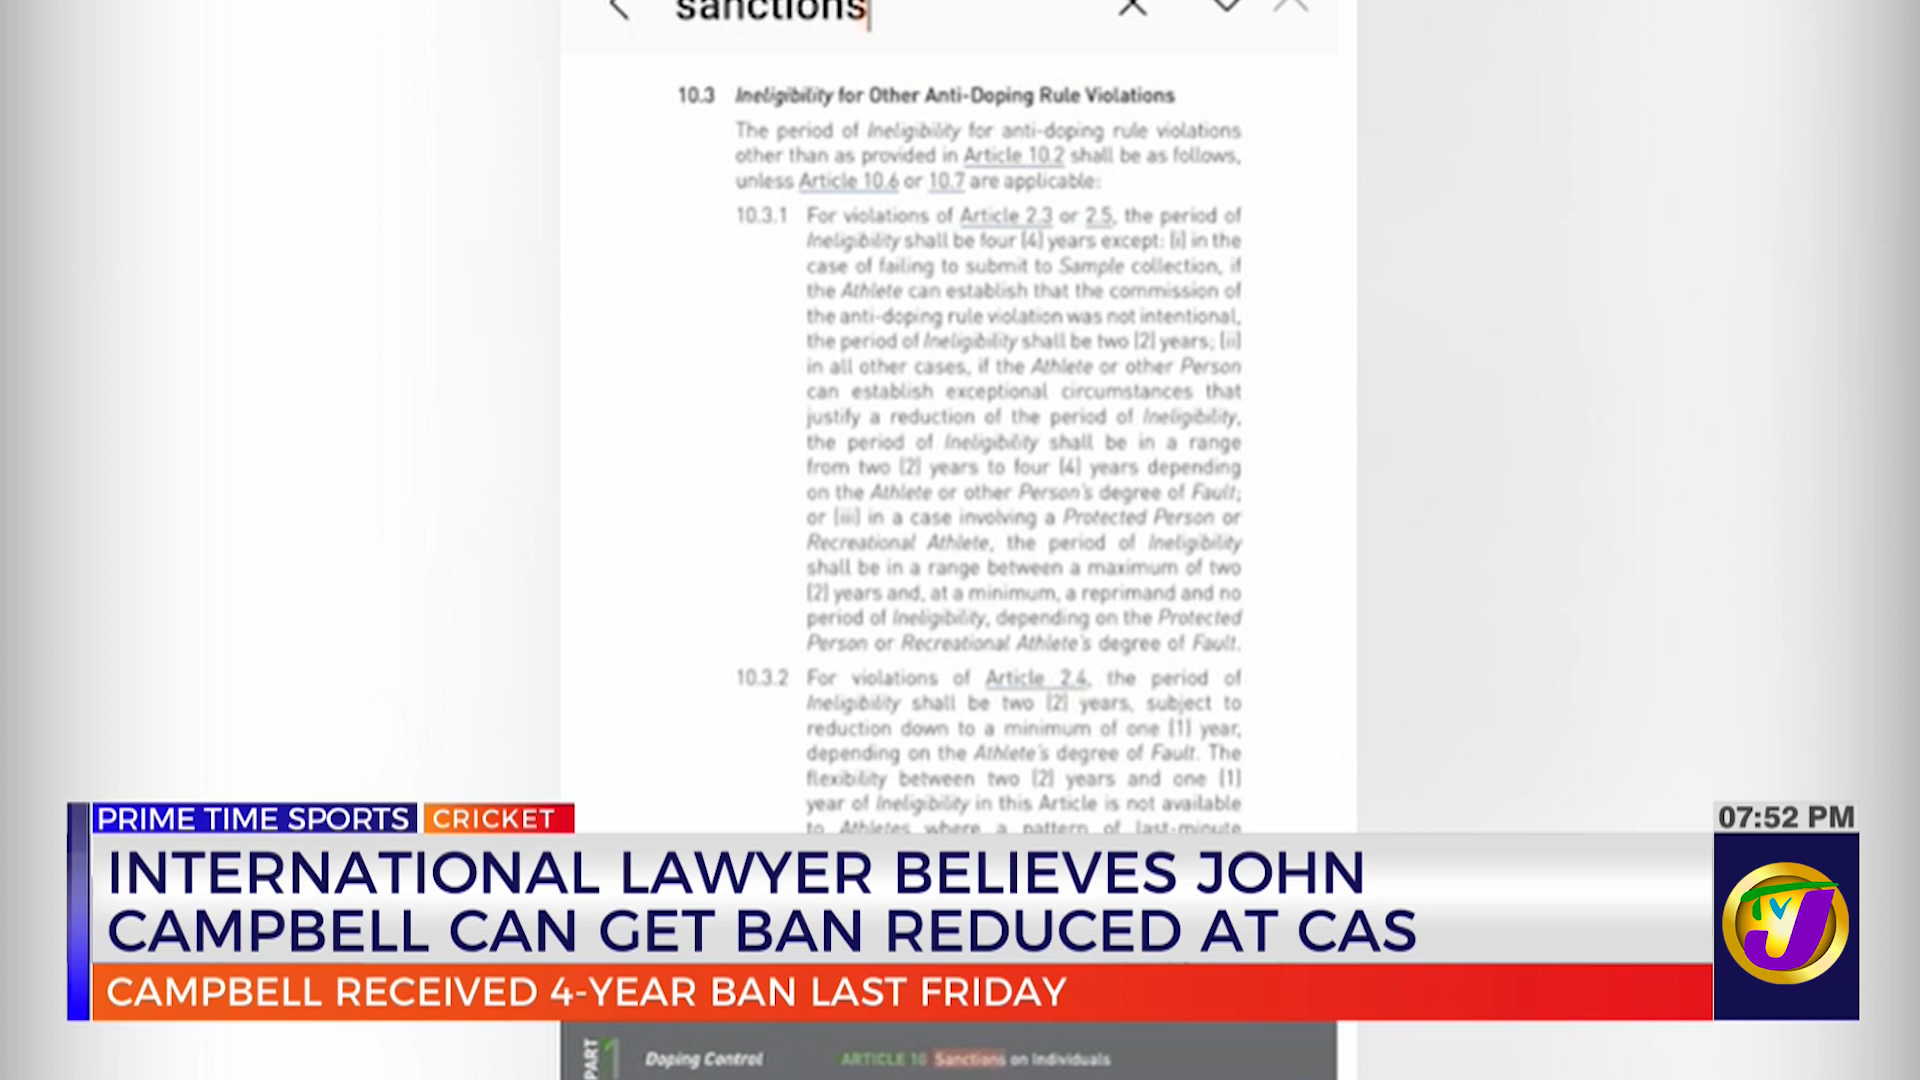 sanctions
10.3 Ineligibility for Other Anti-Doping Rule Violations
The period of Ineligibility for anti-doping rule violations
other than as provided in Article 10.2 shall be as follows,
unless Article 10.6 or 10.7 are applicable:
10.3.1 For violations of Article 2.3 or 2.5, the period of
Ineligibility shall be four (4) years except: (i) in the
case of failing to submit to Sample collection, if
the Athlete can establish that the commission of
the anti-doping rule violation was not intentional,
the period of Ineligibility shall be two (2) years; (ii)
in all other cases, if the Athlete or other Person
can establish exceptional circumstances that
justify a reduction of the period of Ineligibility,
the period of Ineligibility shall be in a range
from two (2) years to four (4) years depending
on the Athlete or other Person's degree of Fault;
or (iii) in a case involving a Protected Person or
Recreational Athlete, the period of Ineligibility
shall be in a range between a maximum of two
(2) years and, at a minimum, a reprimand and no
period of Ineligibility, depending on the Protected
Person or Recreational Athlete's degree of Fault.
10.3.2 For violations of Article 2.4, the period of
Ineligibility shall be two (2) years, subject to
reduction down to a minimum of one (1) year,
depending on the Athlete's degree of Fault. The
flexibility between two (2) years and one (1)
year of Ineligibility in this Article is not available
to Athletes where a pattern of last-minute
PRIME TIME SPORTS CRICKET
07:52 PM
INTERNATIONAL LAWYER BELIEVES JOHN
CAMPBELL CAN GET BAN REDUCED AT CAS
TVJ
CAMPBELL RECEIVED 4-YEAR BAN LAST FRIDAY
PART 1 Doping Control ARTICLE 10 Sanctions on Individuals